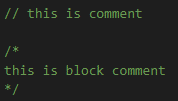 // this is comment
/*
this is block comment
*/